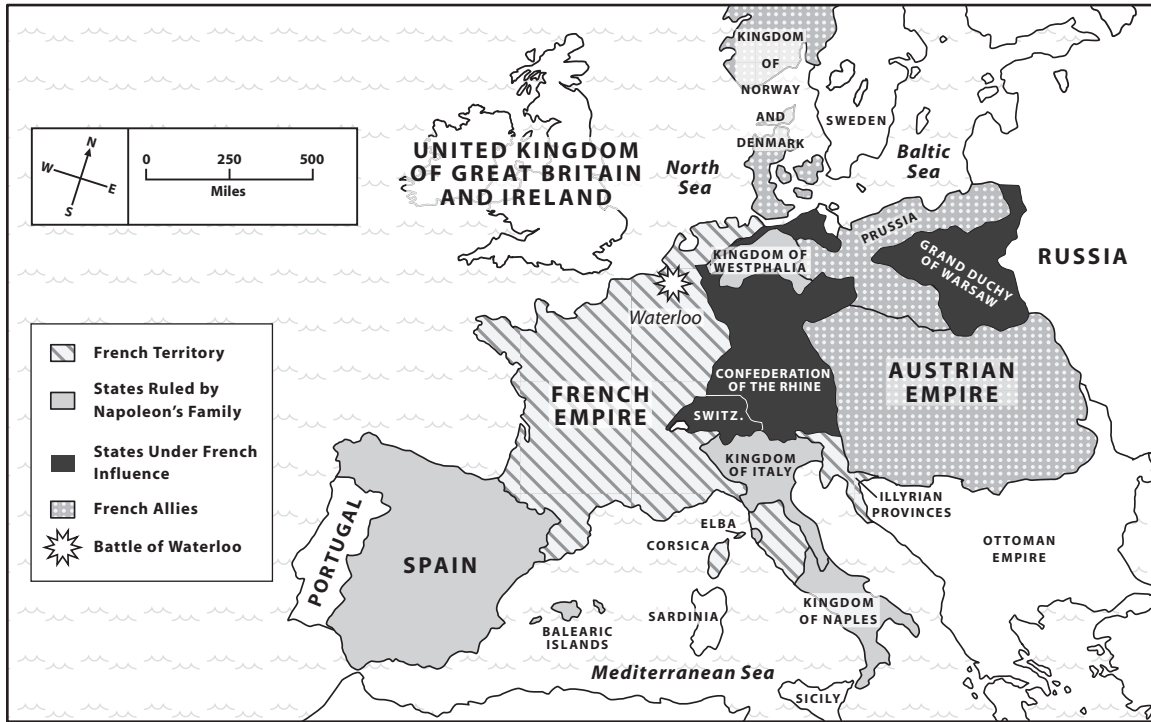 KINGDOM
OF
NORWAY
AND
DENMARK
SWEDEN
Baltic
Sea
North
Sea
UNITED KINGDOM
OF GREAT BRITAIN
AND IRELAND
N
W
E
S
0
250
500
Miles
PRUSSIA
GRAND DUCHY
OF WARSAW
RUSSIA
KINGDOM OF
WESTPHALIA
Waterloo
French Territory
States Ruled by
Napoleon's Family
States Under French
Influence
French Allies
Battle of Waterloo
FRENCH
EMPIRE
CONFEDERATION
OF THE RHINE
SWITZ.
AUSTRIAN
EMPIRE
KINGDOM
OF ITALY
ILLYRIAN
PROVINCES
ELBA
CORSICA
OTTOMAN
EMPIRE
PORTUGAL
SPAIN
SARDINIA
KINGDOM
OF NAPLES
BALEARIC
ISLANDS
Mediterranean Sea
SICILY